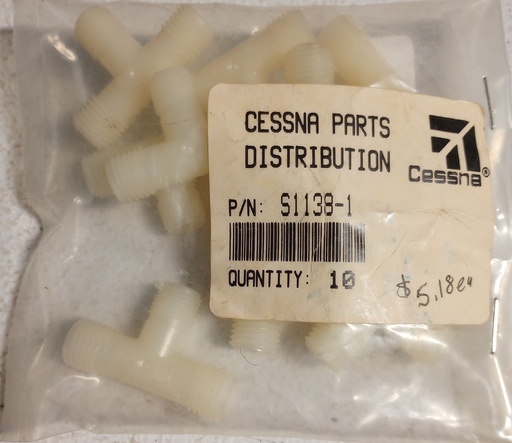 CESSNA PARTS
DISTRIBUTION
Cessna®
P/N: S1138-1
QUANTITY: 10
$5.18ea